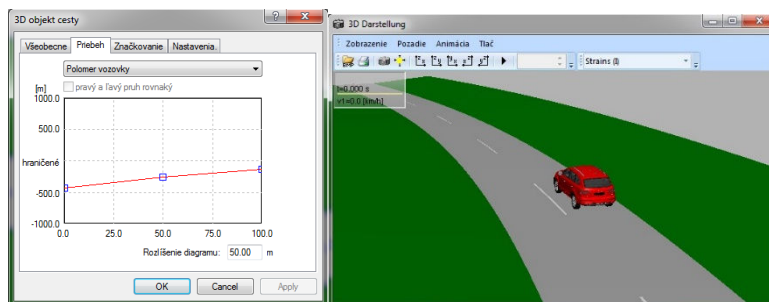 3D objekt cesty
Všeobecne Priebeh Značkovanie Nastavenia.
Polomer vozovky
[m] pravý a ľavý pruh rovnaký
1000.0
500.0
hraničené
-500.0
-1000.0
0.0 25.0 50.0 75.0 100.0
Rozlíšenie diagramu: 50.00 m
OK Cancel Apply
3D Darstellung
Zobrazenie Pozadie Animácia Tlač
Strains (l)
t=0.000 s
v1=0.0 [km/h]